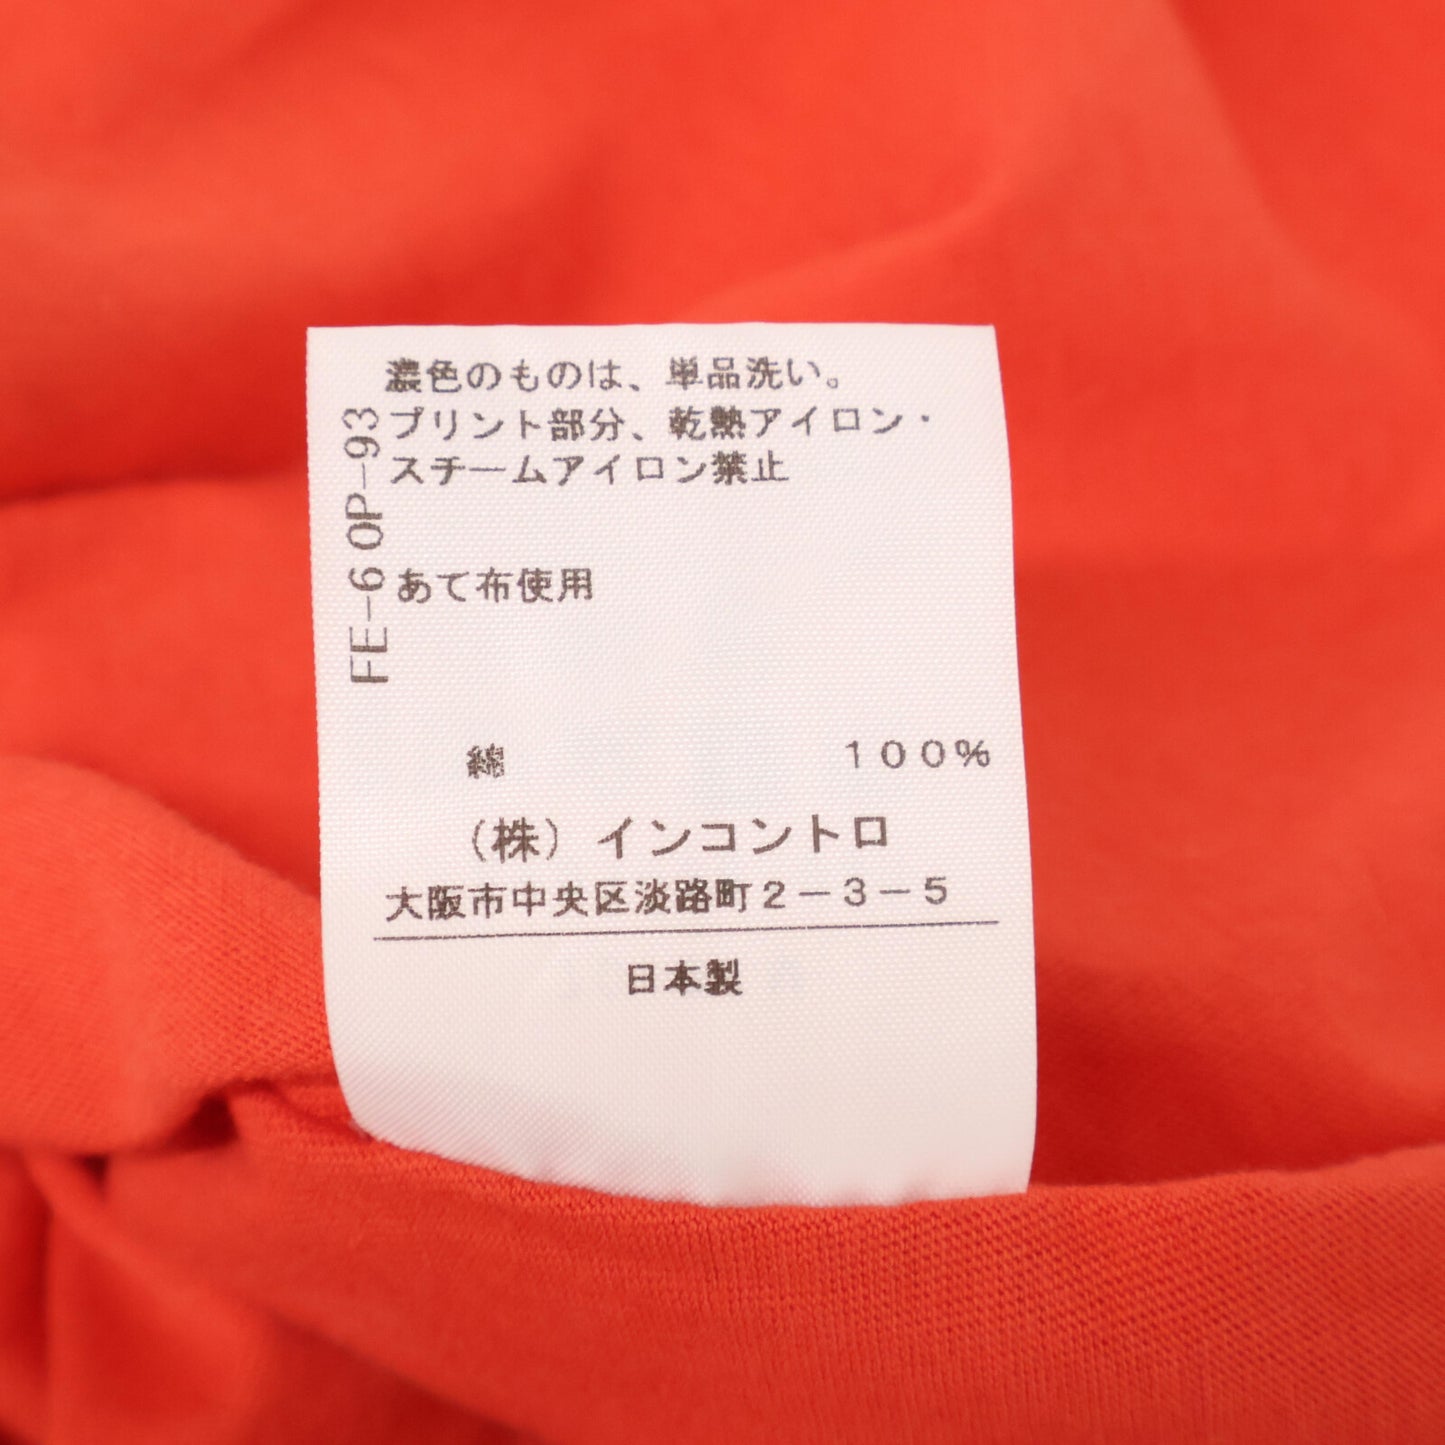 濃色のものは、単品洗い。
プリント部分、乾熱アイロン・
スチームアイロン禁止
あて布使用
FE-6 OP-93
綿 100%
(株)インコントロ
大阪市中央区淡路町2-3-5
日本製